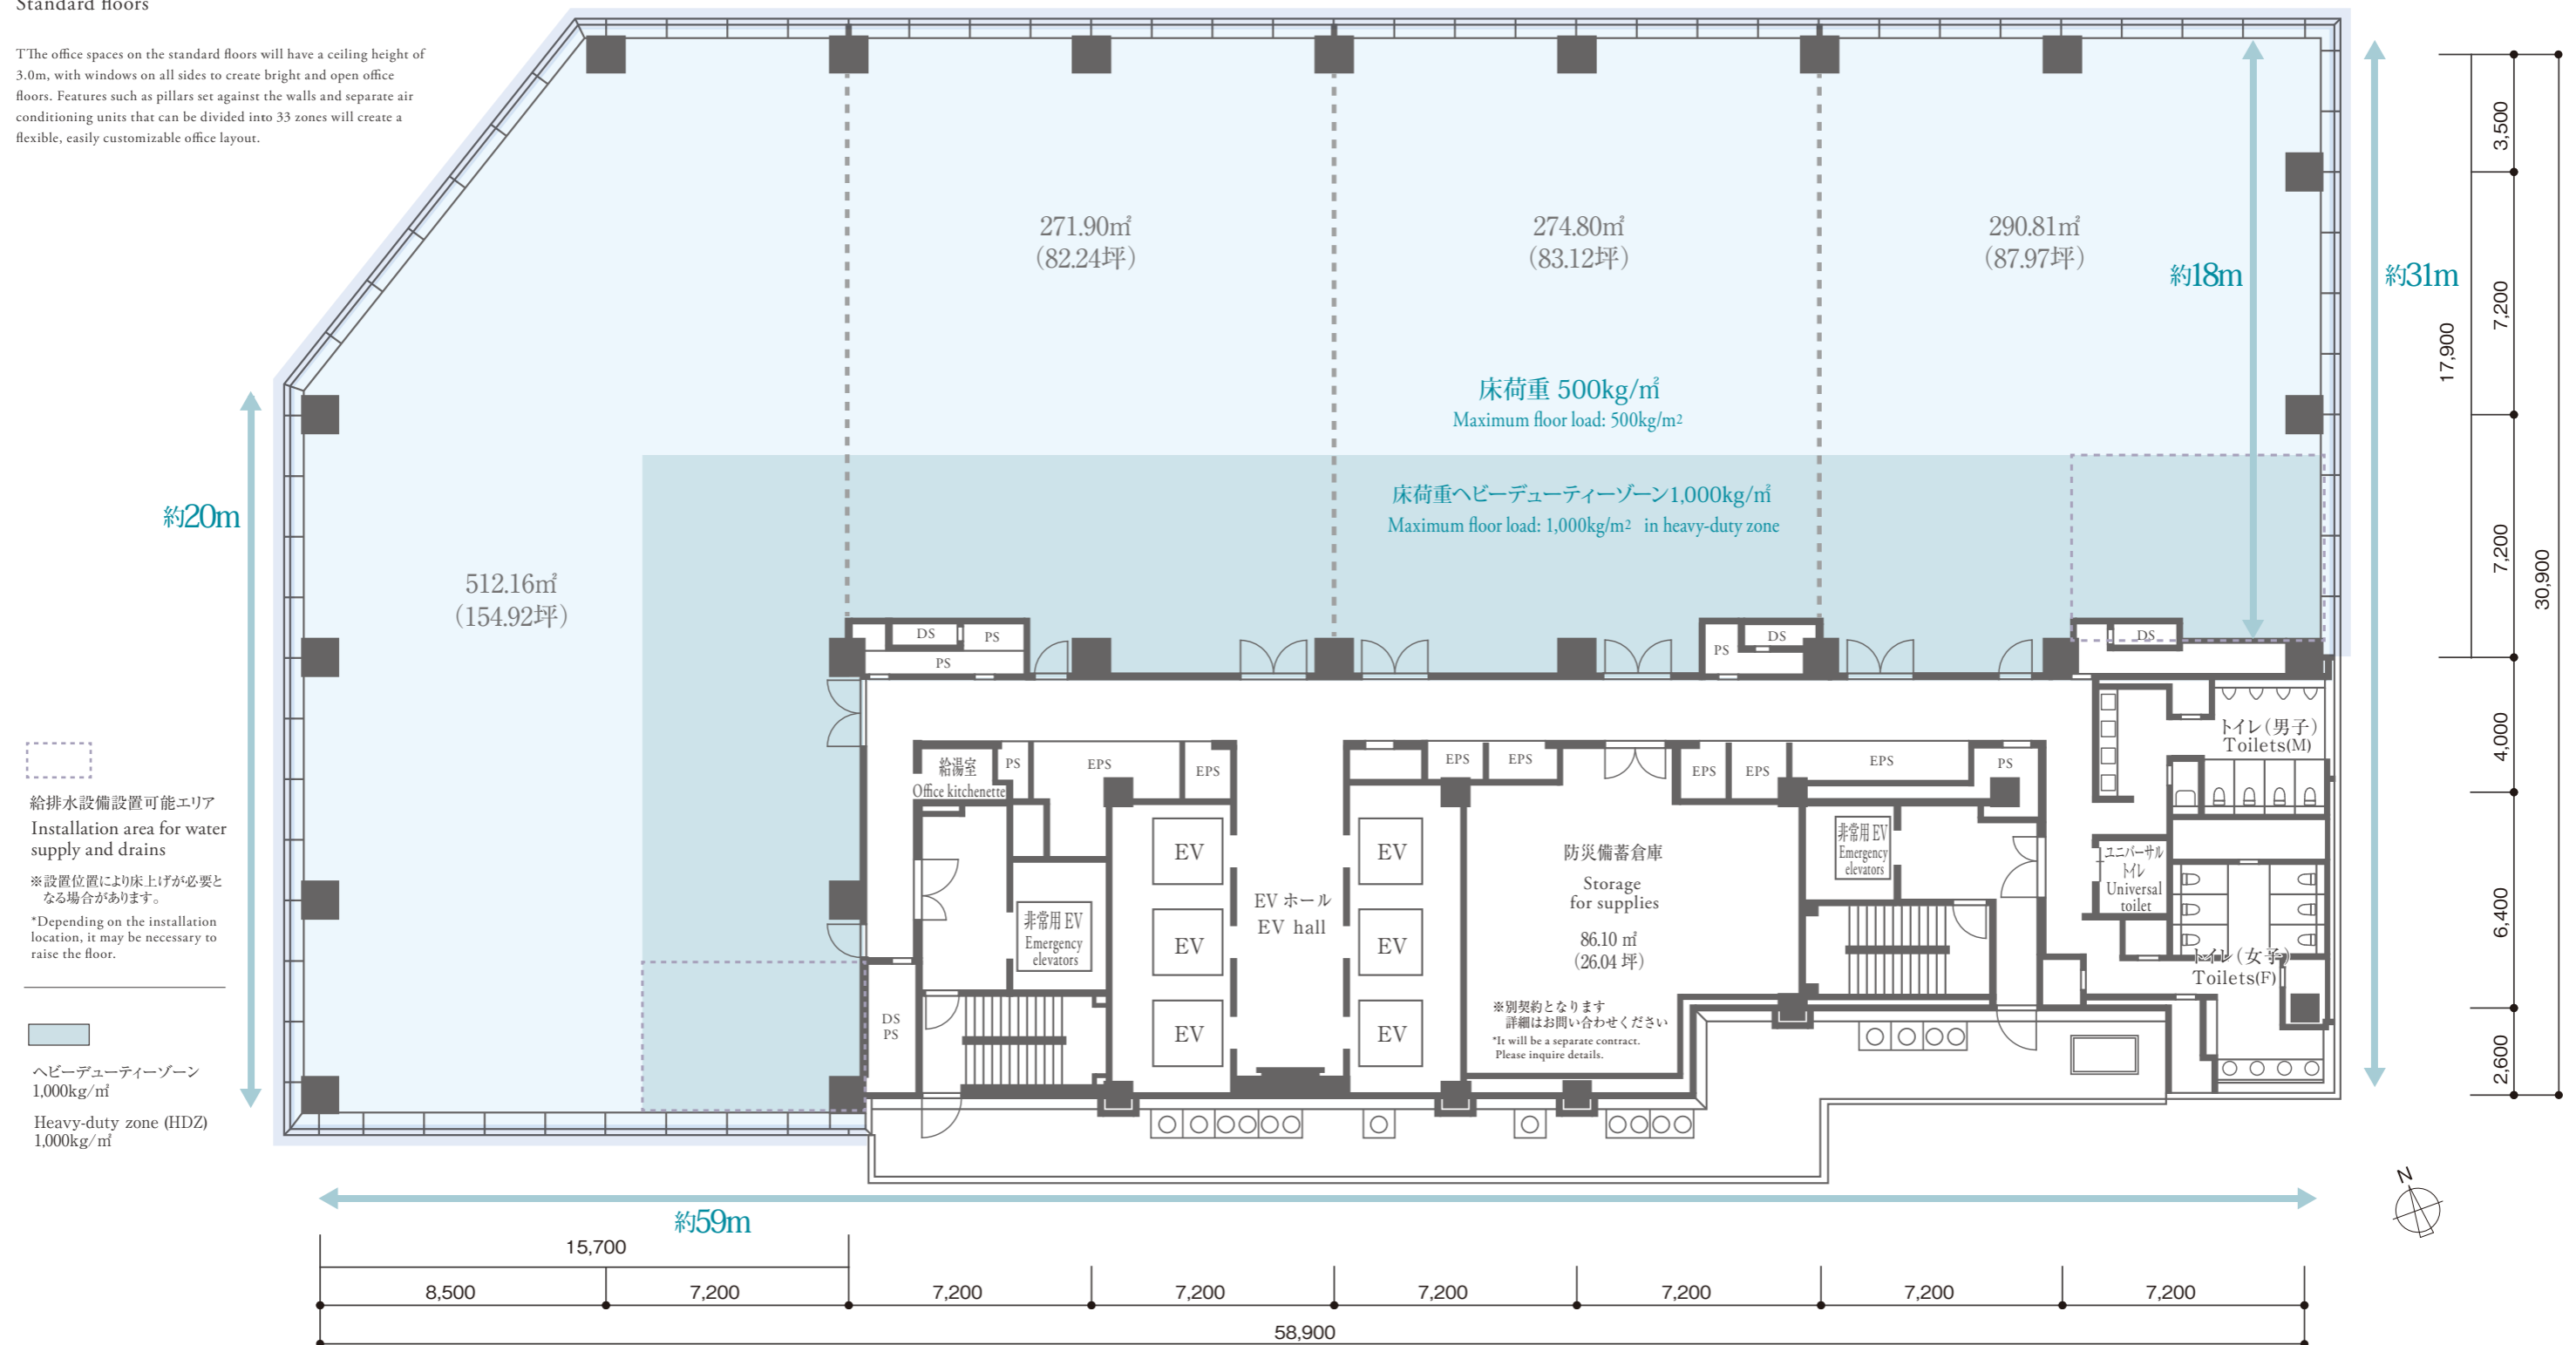 Standard floors
TThe office spaces on the standard floors will have a ceiling height of
3.0m, with windows on all sides to create bright and open office
floors. Features such as pillars set against the walls and separate air
conditioning units that can be divided into 33 zones will create a
flexible, easily customizable office layout.
271.90㎡
（82.24坪）
274.80㎡
（83.12坪）
290.81㎡
（87.97坪）
約18m
約31m
3,500
7,200
17,900
7,200
30,900
4,000
6,400
2,600
床荷重 500kg/㎡
Maximum floor load: 500kg/m2
床荷重ヘビーデューティーゾーン1,000kg/㎡
Maximum floor load: 1,000kg/m2 in heavy-duty zone
約20m
512.16㎡
（154.92坪）
DS
PS
PS
PS
DS
DS
給湯室
Office kitchenette
PS
EPS
EPS
EPS
EPS
EPS
EPS
EPS
PS
トイレ（男子）
Toilets(M)
EV
EV
EV
EV
EV
EV
EV ホール
EV hall
非常用 EV
Emergency
elevators
防災備蓄倉庫
Storage
for supplies
86.10 ㎡
（26.04 坪）
※別契約となります
詳細はお問い合わせください
*It will be a separate contract.
Please inquire details.
非常用 EV
Emergency
elevators
ユニバーサル
トイレ
Universal
toilet
トイレ（女子）
Toilets(F)
DS
PS
給排水設備設置可能エリア
Installation area for water
supply and drains
※設置位置により床上げが必要と
なる場合があります。
*Depending on the installation
location, it may be necessary to
raise the floor.
ヘビーデューティーゾーン
1,000kg/㎡
Heavy-duty zone (HDZ)
1,000kg/㎡
N
約59m
15,700
8,500
7,200
7,200
7,200
7,200
7,200
7,200
7,200
58,900